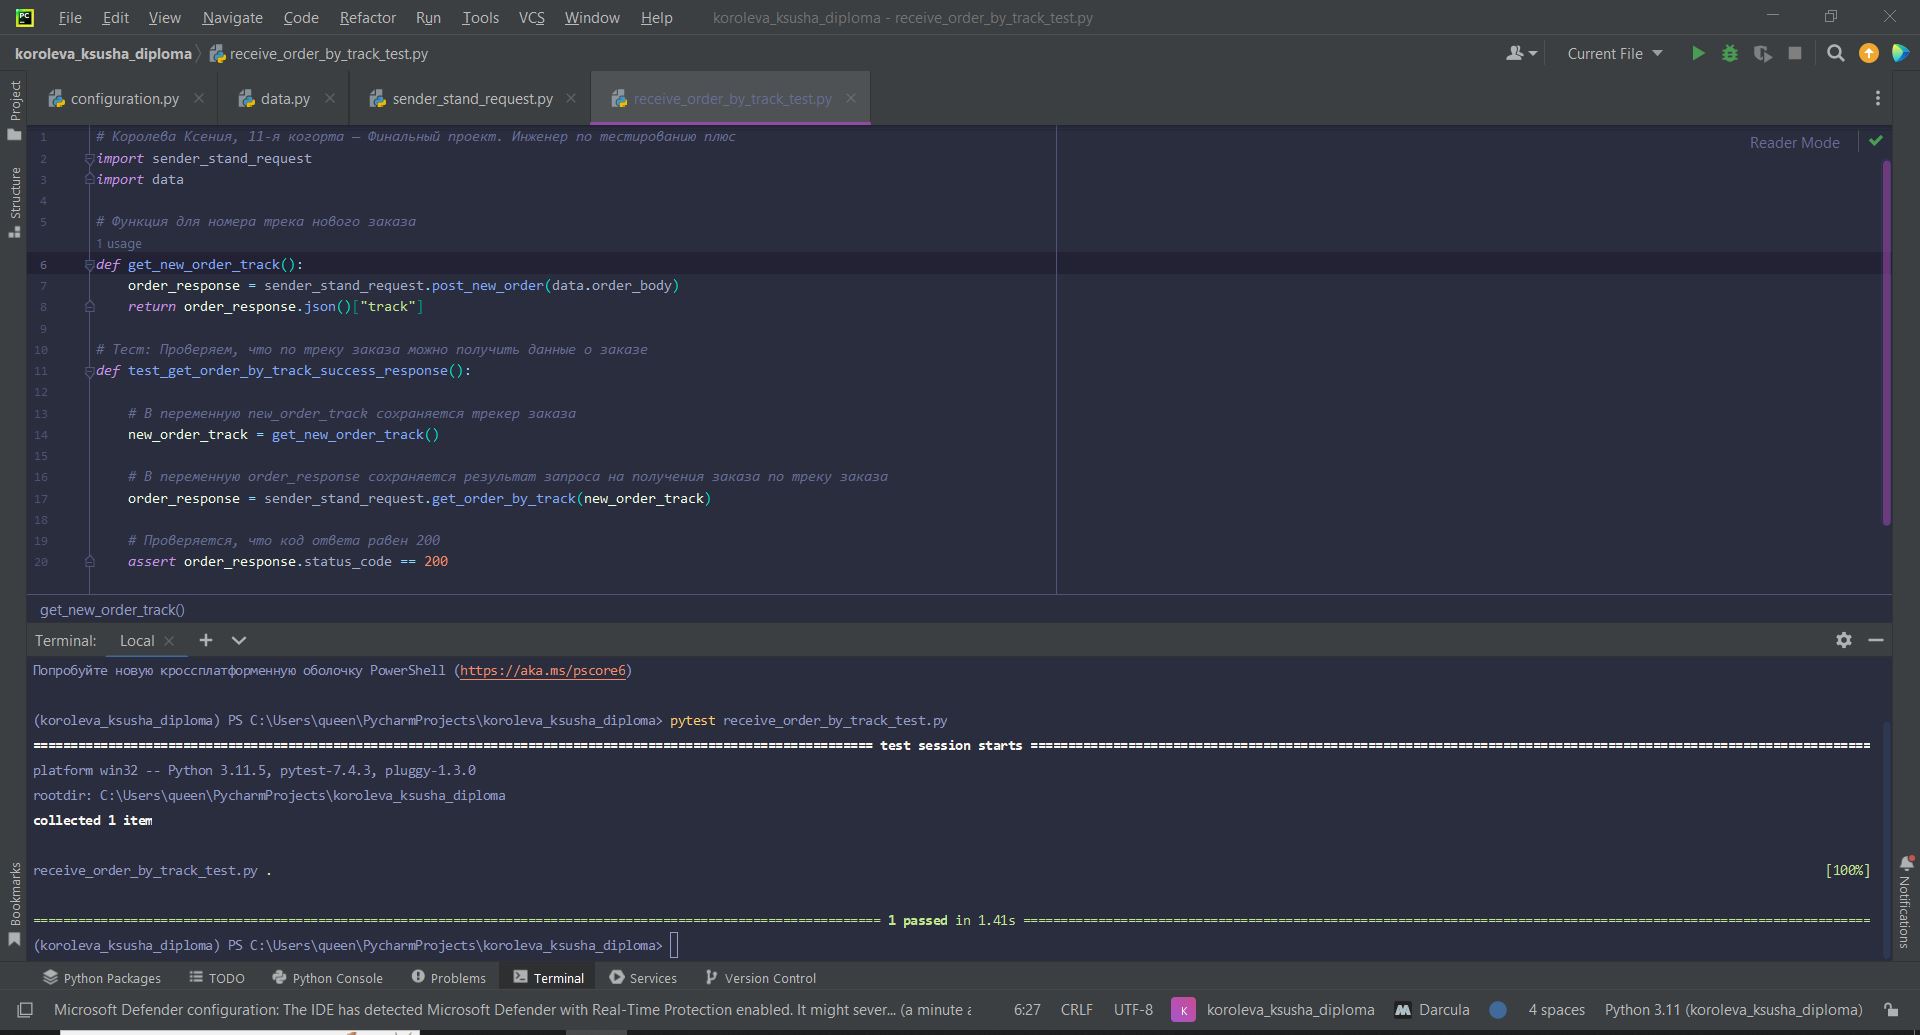 File Edit View Navigate Code Refactor Run Tools VCS Window Help koroleva_ksusha_diploma - receive_order_by_track_test.py
koroleva_ksusha_diploma receive_order_by_track_test.py Current File
configuration.py data.py sender_stand_request.py receive_order_by_track_test.py
Project
Structure
Bookmarks
Reader Mode
1 # Королева Ксения, 11-я когорта — Финальный проект. Инженер по тестированию плюс
2 import sender_stand_request
3 import data
4
5 # Функция для номера трека нового заказа
1 usage
6 def get_new_order_track():
7 order_response = sender_stand_request.post_new_order(data.order_body)
8 return order_response.json()["track"]
9
10 # Тест: Проверяем, что по треку заказа можно получить данные о заказе
11 def test_get_order_by_track_success_response():
12
13 # В переменную new_order_track сохраняется трекер заказа
14 new_order_track = get_new_order_track()
15
16 # В переменную order_response сохраняется результат запроса на получения заказа по треку заказа
17 order_response = sender_stand_request.get_order_by_track(new_order_track)
18
19 # Проверяется, что код ответа равен 200
20 assert order_response.status_code == 200
get_new_order_track()
Terminal: Local
Попробуйте новую кроссплатформенную оболочку PowerShell (https://aka.ms/pscore6)
(koroleva_ksusha_diploma) PS C:\Users\queen\PycharmProjects\koroleva_ksusha_diploma> pytest receive_order_by_track_test.py
test session starts
platform win32 -- Python 3.11.5, pytest-7.4.3, pluggy-1.3.0
rootdir: C:\Users\queen\PycharmProjects\koroleva_ksusha_diploma
collected 1 item
receive_order_by_track_test.py . [100%]
1 passed in 1.41s
(koroleva_ksusha_diploma) PS C:\Users\queen\PycharmProjects\koroleva_ksusha_diploma>
Notifications
Python Packages TODO Python Console Problems Terminal Services Version Control
Microsoft Defender configuration: The IDE has detected Microsoft Defender with Real-Time Protection enabled. It might sever... (a minute 6:27 CRLF UTF-8 K koroleva_ksusha_diploma Darcula 4 spaces Python 3.11 (koroleva_ksusha_diploma)